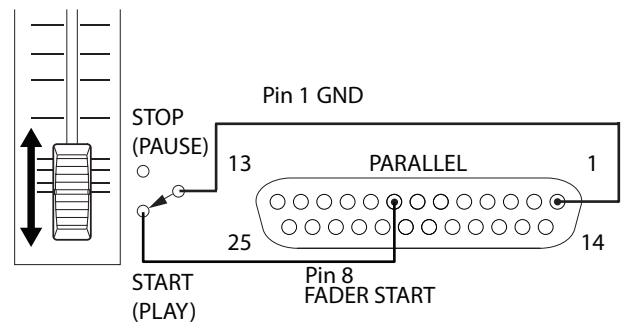 Pin 1 GND
STOP
(PAUSE)
13
PARALLEL
1
25
14
START
(PLAY)
Pin 8
FADER START